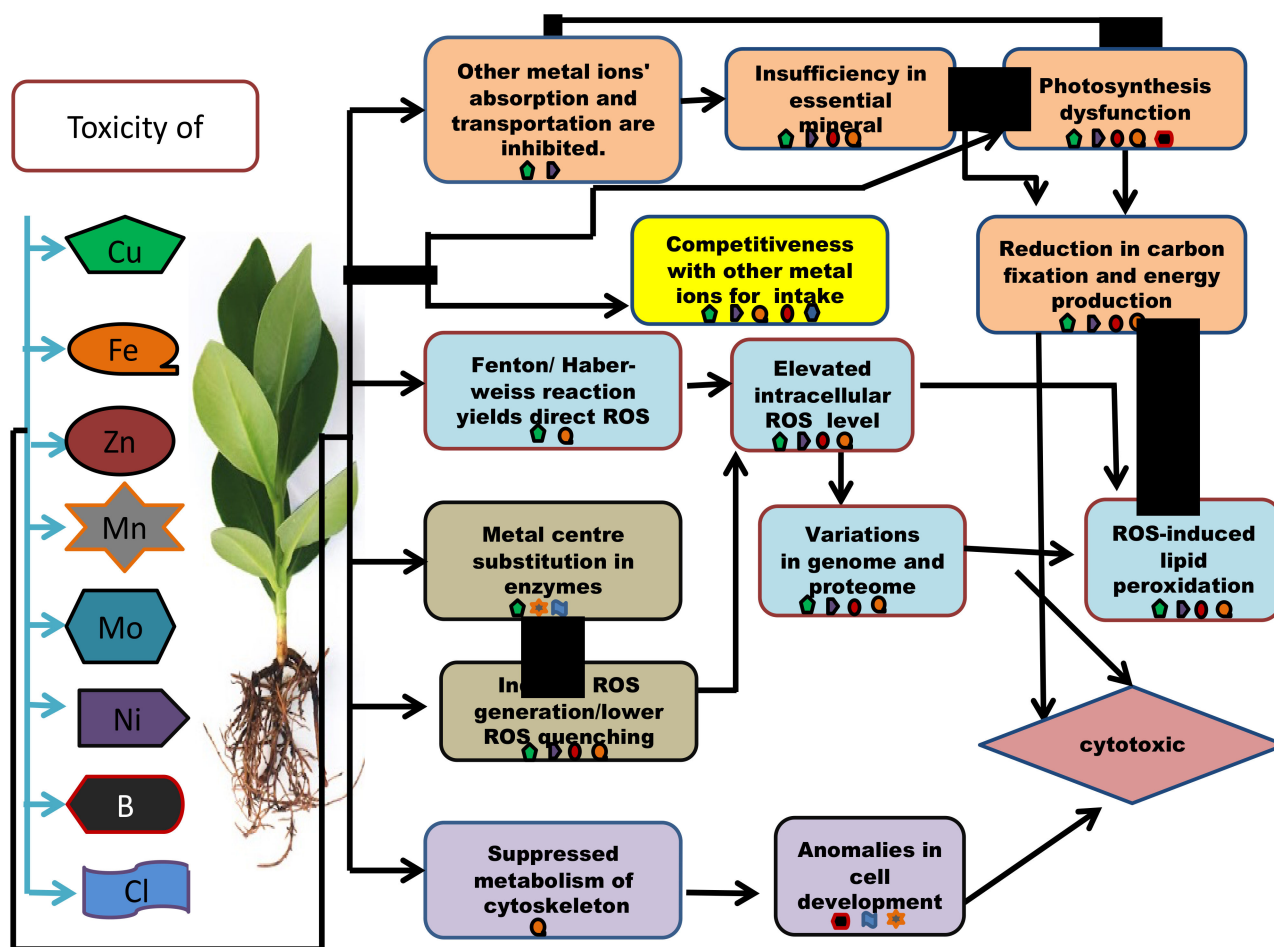 Toxicity of
Cu
Fe
Zn
Mn
Mo
Ni
B
Cl
Other metal ions'
absorption and
transportation are
inhibited.
Insufficiency in
essential
mineral
Photosynthesis
dysfunction
Competitiveness
with other metal
ions for intake
Reduction in carbon
fixation and energy
production
Fenton/ Haber-
weiss reaction
yields direct ROS
Elevated
intracellular
ROS level
Metal centre
substitution in
enzymes
Variations
in genome and
proteome
ROS-induced
lipid
peroxidation
ROS
generation/lower
ROS quenching
cytotoxic
Suppressed
metabolism of
cytoskeleton
Anomalies in
cell
development